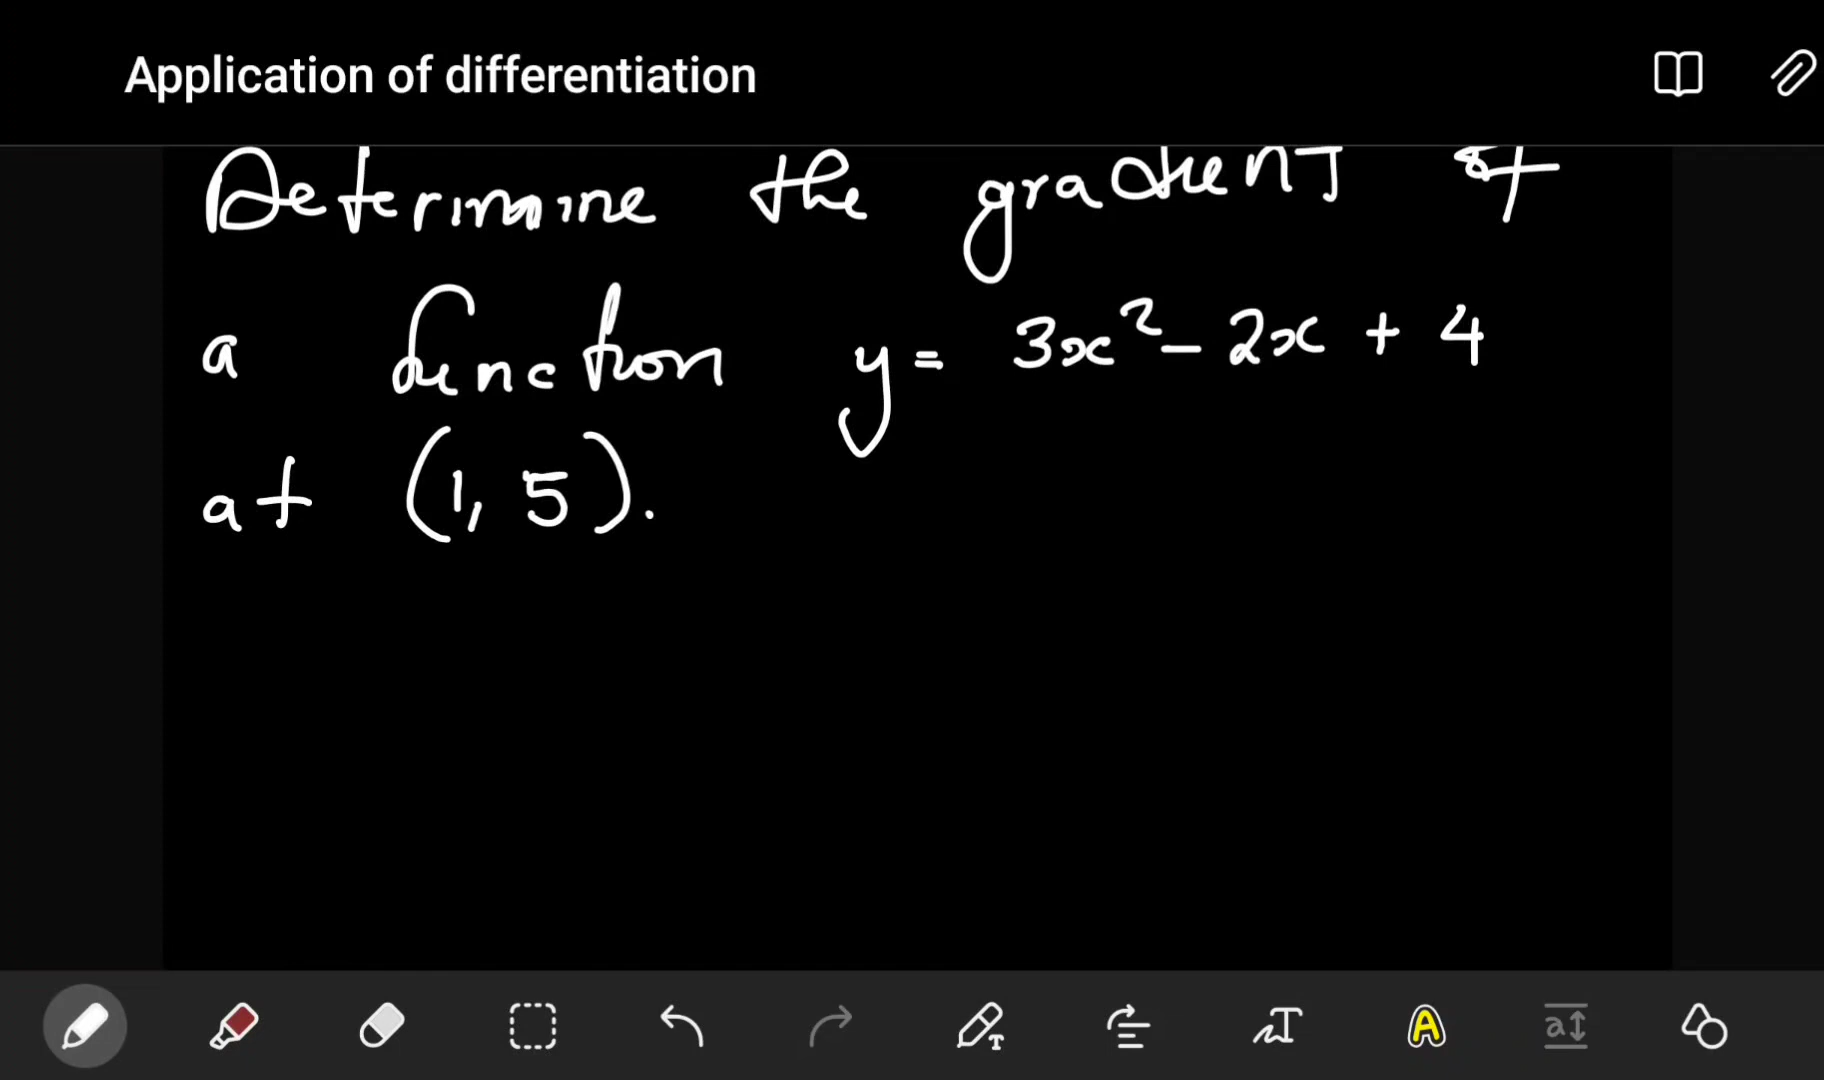 Application of differentiation
Determine the gradient of
a function y = 3x² - 2x + 4
at (1, 5).